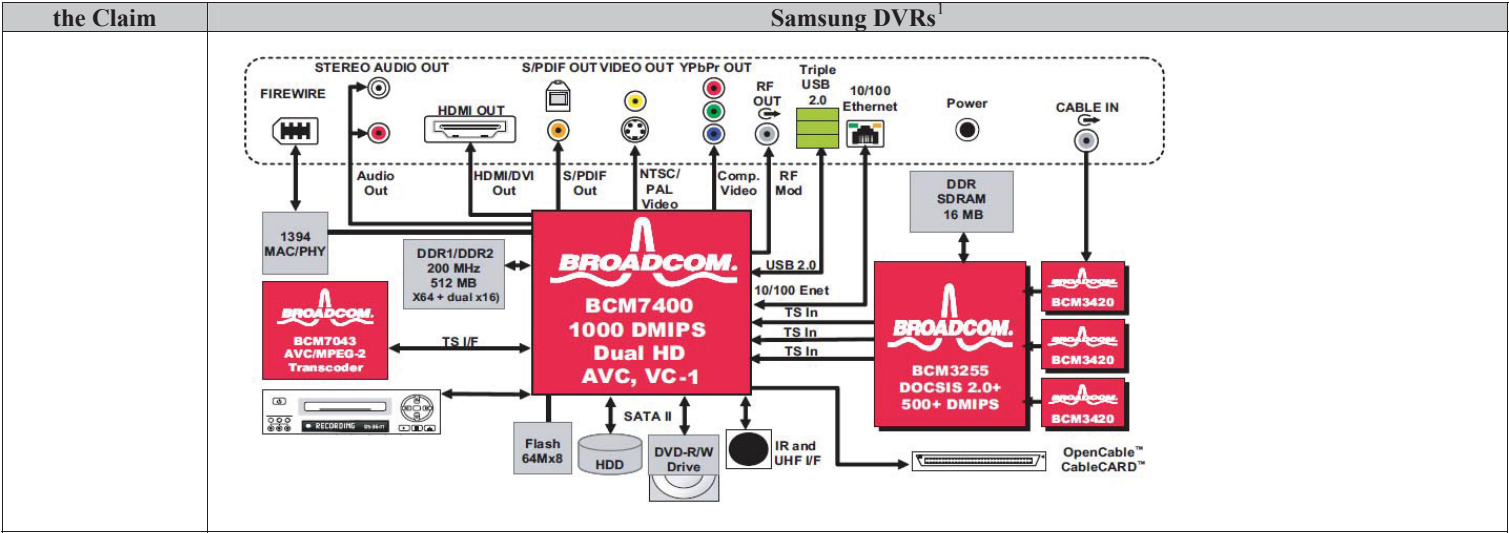 the Claim
Samsung DVRs1
STEREO AUDIO OUT
S/PDIF OUT
VIDEO OUT
YPbPr OUT
Triple
USB
2.0
FIREWIRE
HDMI OUT
RF
OUT
10/100
Ethernet
Power
CABLE IN
Audio
Out
HDMI/DVI
Out
S/PDIF
Out
NTSC/
PAL
Video
Comp.
Video
RF
Mod
DDR
SDRAM
16 MB
1394
MAC/PHY
DDR1/DDR2
200 MHz
512 MB
X64 + dual x16)
BROADCOM.
BCM7400
1000 DMIPS
Dual HD
AVC, VC-1
USB 2.0
10/100 Enet
TS In
TS In
TS In
BROADCOM.
BCM3255
DOCSIS 2.0+
500+ DMIPS
BROADCOM.
BCM3420
BROADCOM.
BCM3420
BROADCOM.
BCM3420
BROADCOM.
BCM7043
AVC/MPEG-2
Transcoder
TS I/F
RECORDING
SATA II
Flash
64Mx8
HDD
DVD-R/W
Drive
IR and
UHF I/F
OpenCable™
CableCARD™